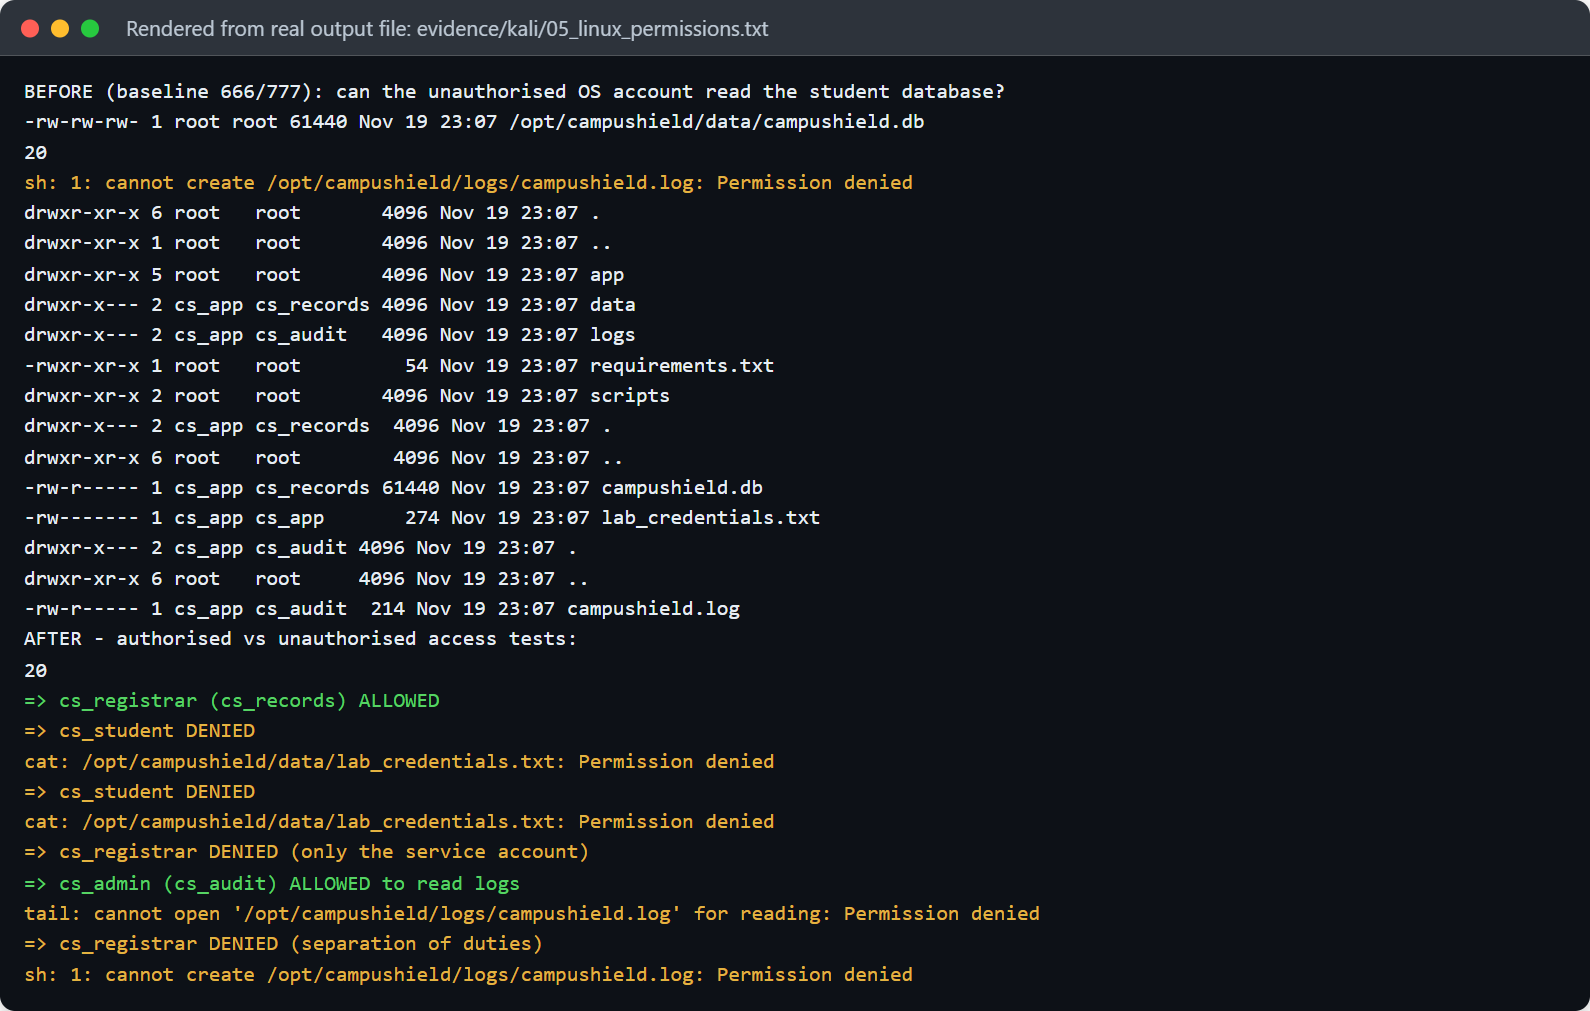 Rendered from real output file: evidence/kali/05_linux_permissions.txt
BEFORE (baseline 666/777): can the unauthorised OS account read the student database?
-rw-rw-rw- 1 root root 61440 Nov 19 23:07 /opt/campushield/data/campushield.db
20
sh: 1: cannot create /opt/campushield/logs/campushield.log: Permission denied
drwxr-xr-x 6 root   root       4096 Nov 19 23:07 .
drwxr-xr-x 1 root   root       4096 Nov 19 23:07 ..
drwxr-xr-x 5 root   root       4096 Nov 19 23:07 app
drwxr-x--- 2 cs_app cs_records 4096 Nov 19 23:07 data
drwxr-x--- 2 cs_app cs_audit   4096 Nov 19 23:07 logs
-rwxr-xr-x 1 root   root         54 Nov 19 23:07 requirements.txt
drwxr-xr-x 2 root   root       4096 Nov 19 23:07 scripts
drwxr-x--- 2 cs_app cs_records  4096 Nov 19 23:07 .
drwxr-xr-x 6 root   root        4096 Nov 19 23:07 ..
-rw-r----- 1 cs_app cs_records 61440 Nov 19 23:07 campushield.db
-rw------- 1 cs_app cs_app       274 Nov 19 23:07 lab_credentials.txt
drwxr-x--- 2 cs_app cs_audit 4096 Nov 19 23:07 .
drwxr-xr-x 6 root   root     4096 Nov 19 23:07 ..
-rw-r----- 1 cs_app cs_audit  214 Nov 19 23:07 campushield.log
AFTER - authorised vs unauthorised access tests:
20
=> cs_registrar (cs_records) ALLOWED
=> cs_student DENIED
cat: /opt/campushield/data/lab_credentials.txt: Permission denied
=> cs_student DENIED
cat: /opt/campushield/data/lab_credentials.txt: Permission denied
=> cs_registrar DENIED (only the service account)
=> cs_admin (cs_audit) ALLOWED to read logs
tail: cannot open '/opt/campushield/logs/campushield.log' for reading: Permission denied
=> cs_registrar DENIED (separation of duties)
sh: 1: cannot create /opt/campushield/logs/campushield.log: Permission denied